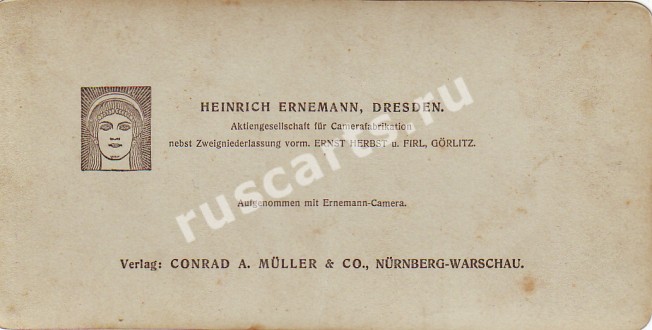 HEINRICH ERNEMANN, DRESDEN.
Aktiengesellschaft für Camerafabrikation
nebst Zweigniederlassung vorm. ERNST HERBST u. FIRL, GÖRLITZ.
Aufgenommen mit Ernemann-Camera.
Verlag: CONRAD A. MÜLLER & CO., NÜRNBERG-WARSCHAU.
ruscarts.ru